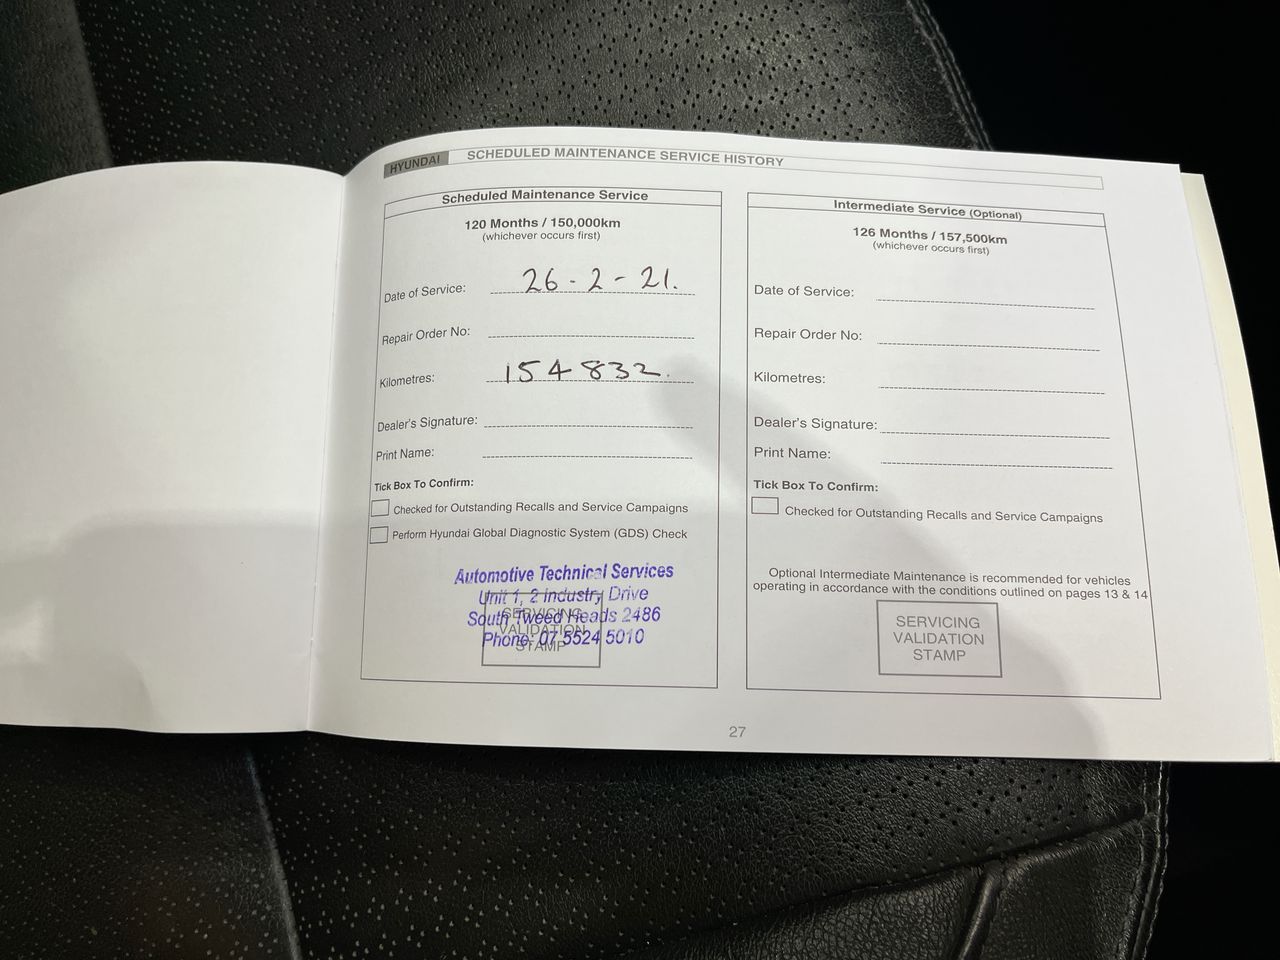 HYUNDAI SCHEDULED MAINTENANCE SERVICE HISTORY
Scheduled Maintenance Service
120 Months / 150,000km
(whichever occurs first)
Date of Service: 26-2-21.
Repair Order No:
Kilometres: 154832.
Dealer's Signature:
Print Name:
Tick Box To Confirm:
Checked for Outstanding Recalls and Service Campaigns
Perform Hyundai Global Diagnostic System (GDS) Check
Automotive Technical Services
Unit 1, 2 industry Drive
South Tweed Heads 2486
Phone: 07 5524 5010
SERVICING
VALIDATION
STAMP
Intermediate Service (Optional)
126 Months / 157,500km
(whichever occurs first)
Date of Service:
Repair Order No:
Kilometres:
Dealer's Signature:
Print Name:
Tick Box To Confirm:
Checked for Outstanding Recalls and Service Campaigns
Optional Intermediate Maintenance is recommended for vehicles
operating in accordance with the conditions outlined on pages 13 & 14
SERVICING
VALIDATION
STAMP
27